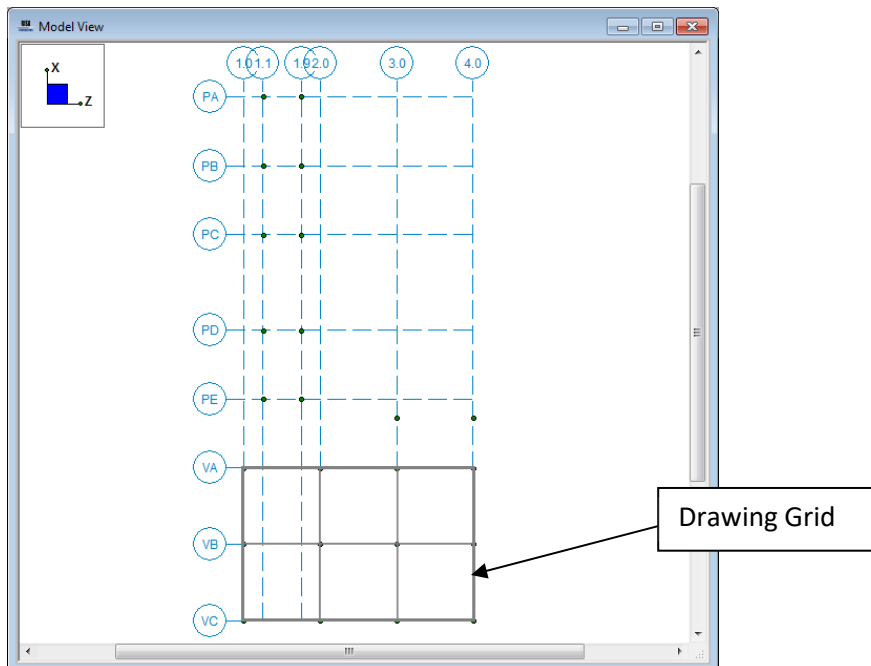 Model View
X
Z
1.0 1.1 1.9 2.0 3.0 4.0
PA
PB
PC
PD
PE
VA
VB
VC
Drawing Grid